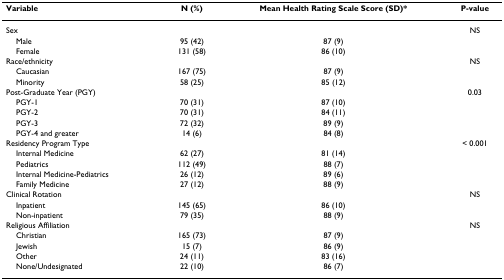 Variable N (%) Mean Health Rating Scale Score (SD)* P-value
Sex NS
Male 95 (42) 87 (9)
Female 131 (58) 86 (10)
Race/ethnicity NS
Caucasian 167 (75) 87 (9)
Minority 58 (25) 85 (12)
Post-Graduate Year (PGY) 0.03
PGY-1 70 (31) 87 (10)
PGY-2 70 (31) 84 (11)
PGY-3 72 (32) 89 (9)
PGY-4 and greater 14 (6) 84 (8)
Residency Program Type < 0.001
Internal Medicine 62 (27) 81 (14)
Pediatrics 112 (49) 88 (7)
Internal Medicine-Pediatrics 26 (12) 89 (6)
Family Medicine 27 (12) 88 (9)
Clinical Rotation NS
Inpatient 145 (65) 86 (10)
Non-inpatient 79 (35) 88 (9)
Religious Affiliation NS
Christian 165 (73) 87 (9)
Jewish 15 (7) 86 (9)
Other 24 (11) 83 (16)
None/Undesignated 22 (10) 86 (7)